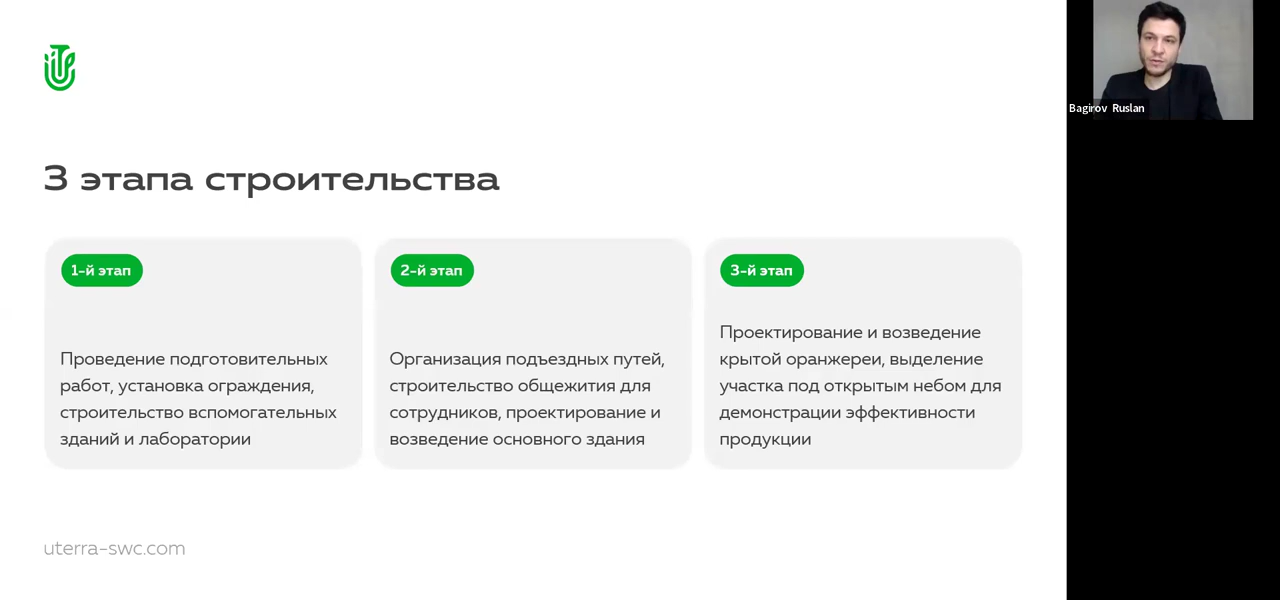 3 этапа строительства
1-й этап
Проведение подготовительных
работ, установка ограждения,
строительство вспомогательных
зданий и лаборатории
2-й этап
Организация подъездных путей,
строительство общежития для
сотрудников, проектирование и
возведение основного здания
3-й этап
Проектирование и возведение
крытой оранжереи, выделение
участка под открытым небом для
демонстрации эффективности
продукции
uterra-swc.com
Bagirov Ruslan